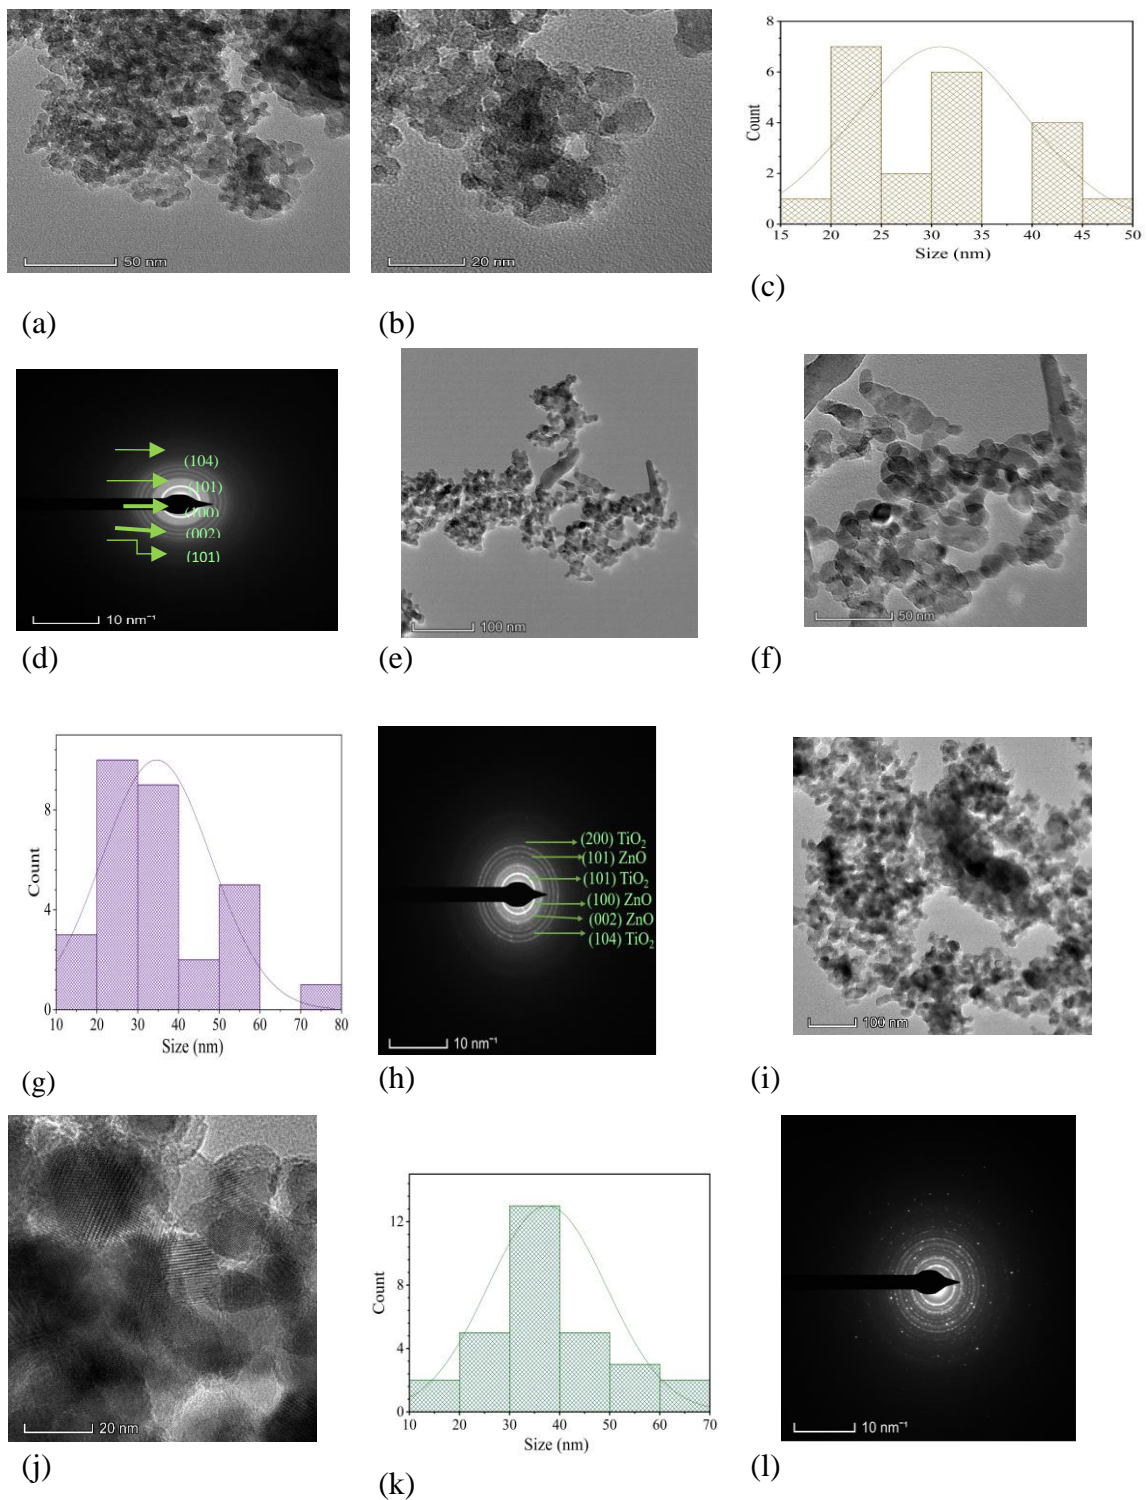 50 nm
20 nm
8
6
4
2
0
Count
15 20 25 30 35 40 45 50
Size (nm)
(a)
(b)
(c)
(104)
(101)
(100)
(002)
(101)
10 nm⁻¹
100 nm
50 nm
(d)
(e)
(f)
8
4
0
Count
10 20 30 40 50 60 70 80
Size (nm)
(200) TiO₂
(101) ZnO
(101) TiO₂
(100) ZnO
(002) ZnO
(104) TiO₂
10 nm⁻¹
100 nm
(g)
(h)
(i)
20 nm
12
8
4
0
Count
10 20 30 40 50 60 70
Size (nm)
10 nm⁻¹
(j)
(k)
(l)